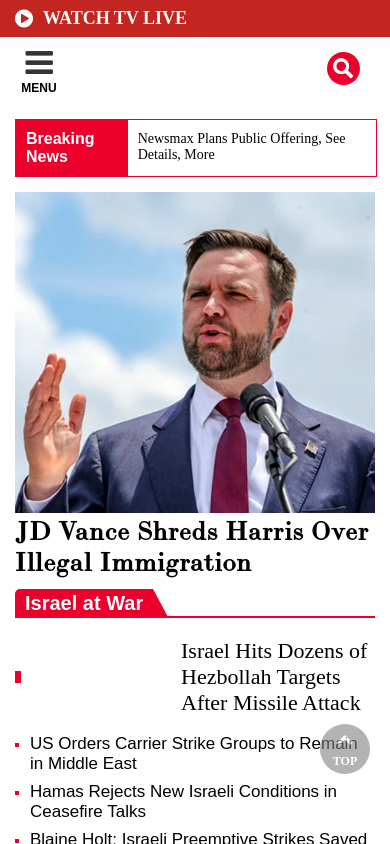 WATCH TV LIVE
MENU
Breaking
News
Newsmax Plans Public Offering, See
Details, More
JD Vance Shreds Harris Over
Illegal Immigration
Israel at War
Israel Hits Dozens of
Hezbollah Targets
After Missile Attack
US Orders Carrier Strike Groups to Remain
in Middle East
TOP
Hamas Rejects New Israeli Conditions in
Ceasefire Talks
Blaine Holt: Israeli Preemptive Strikes Saved